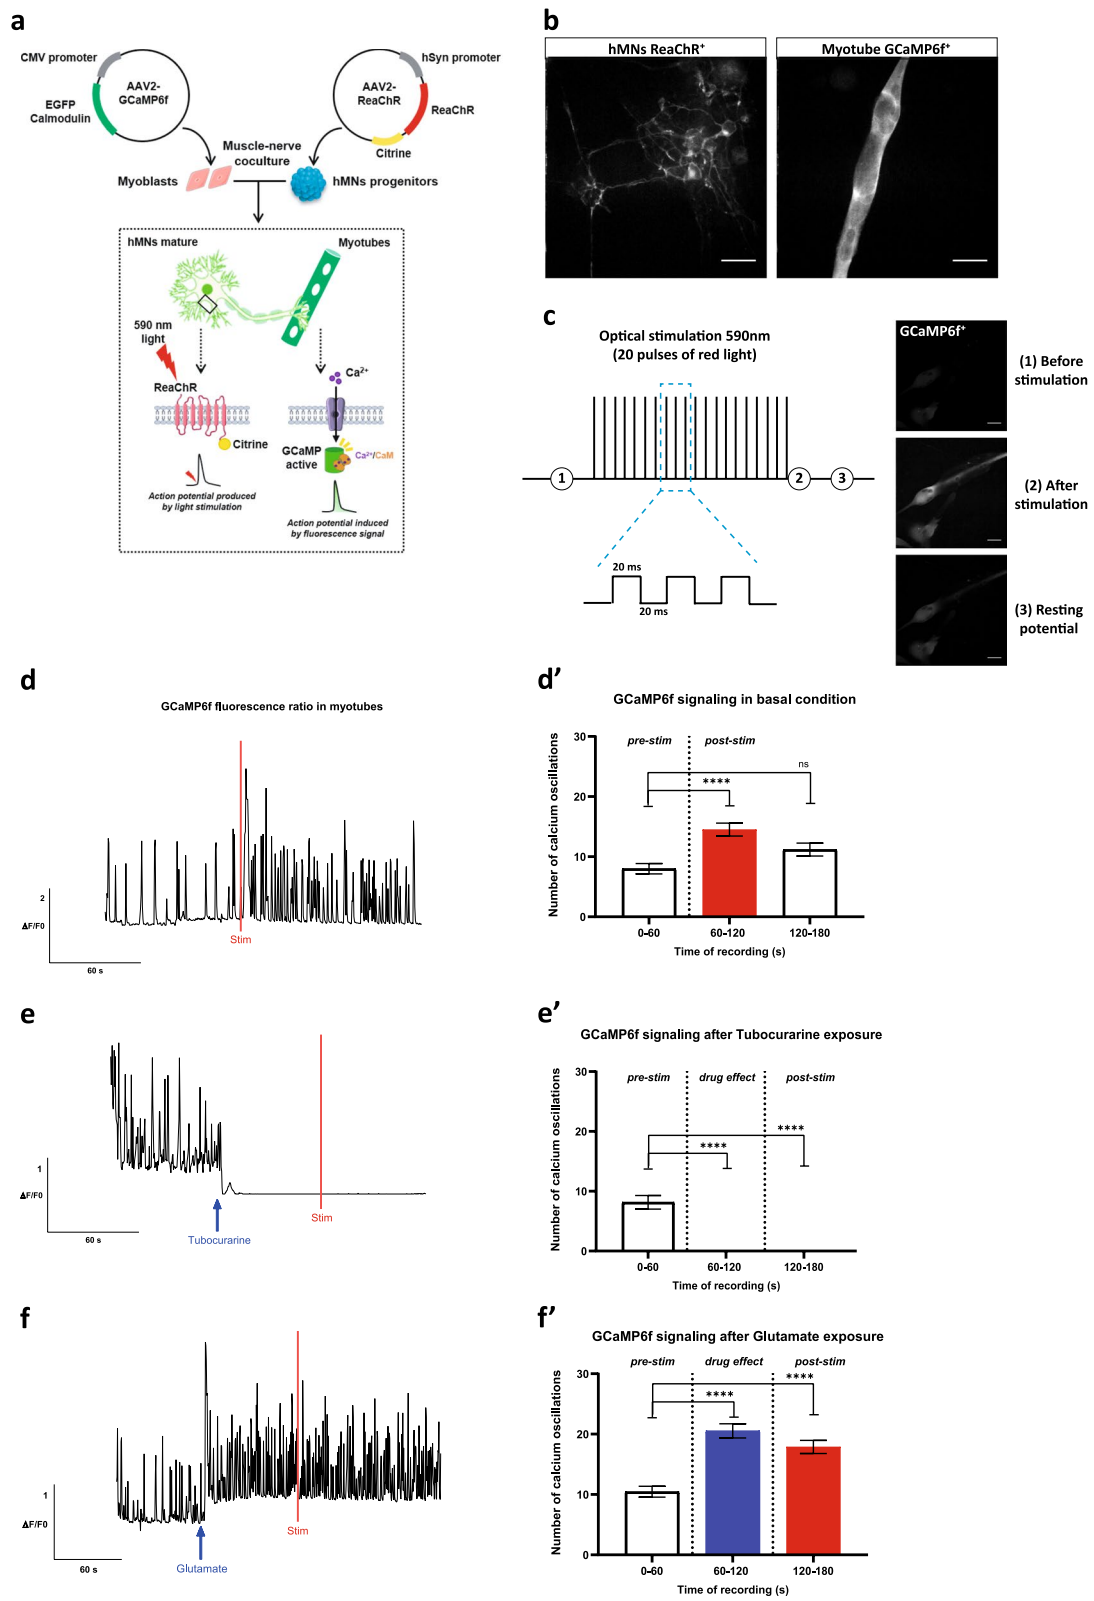 a
CMV promoter
AAV2-
GCaMP6f
EGFP
Calmodulin
hSyn promoter
AAV2-
ReaChR
ReaChR
Citrine
Muscle-nerve
coculture
Myoblasts
hMNs progenitors
hMNs mature
Myotubes
590 nm
light
ReaChR
Citrine
Action potential produced
by light stimulation
Ca2+
GCaMP
active
Ca2+/CaM
Action potential induced
by fluorescence signal
b
hMNs ReaChR+
Myotube GCaMP6f+
c
Optical stimulation 590nm
(20 pulses of red light)
1
2
3
20 ms
20 ms
GCaMP6f+
(1) Before
stimulation
(2) After
stimulation
(3) Resting
potential
d
GCaMP6f fluorescence ratio in myotubes
2
ΔF/F0
60 s
Stim
d'
GCaMP6f signaling in basal condition
Number of calcium oscillations
30
20
10
0
pre-stim
post-stim
****
ns
0-60
60-120
120-180
Time of recording (s)
e
1
ΔF/F0
60 s
Tubocurarine
Stim
e'
GCaMP6f signaling after Tubocurarine exposure
Number of calcium oscillations
30
20
10
0
pre-stim
drug effect
post-stim
****
****
0-60
60-120
120-180
Time of recording (s)
f
1
ΔF/F0
60 s
Glutamate
Stim
f'
GCaMP6f signaling after Glutamate exposure
Number of calcium oscillations
30
20
10
0
pre-stim
drug effect
post-stim
****
****
0-60
60-120
120-180
Time of recording (s)